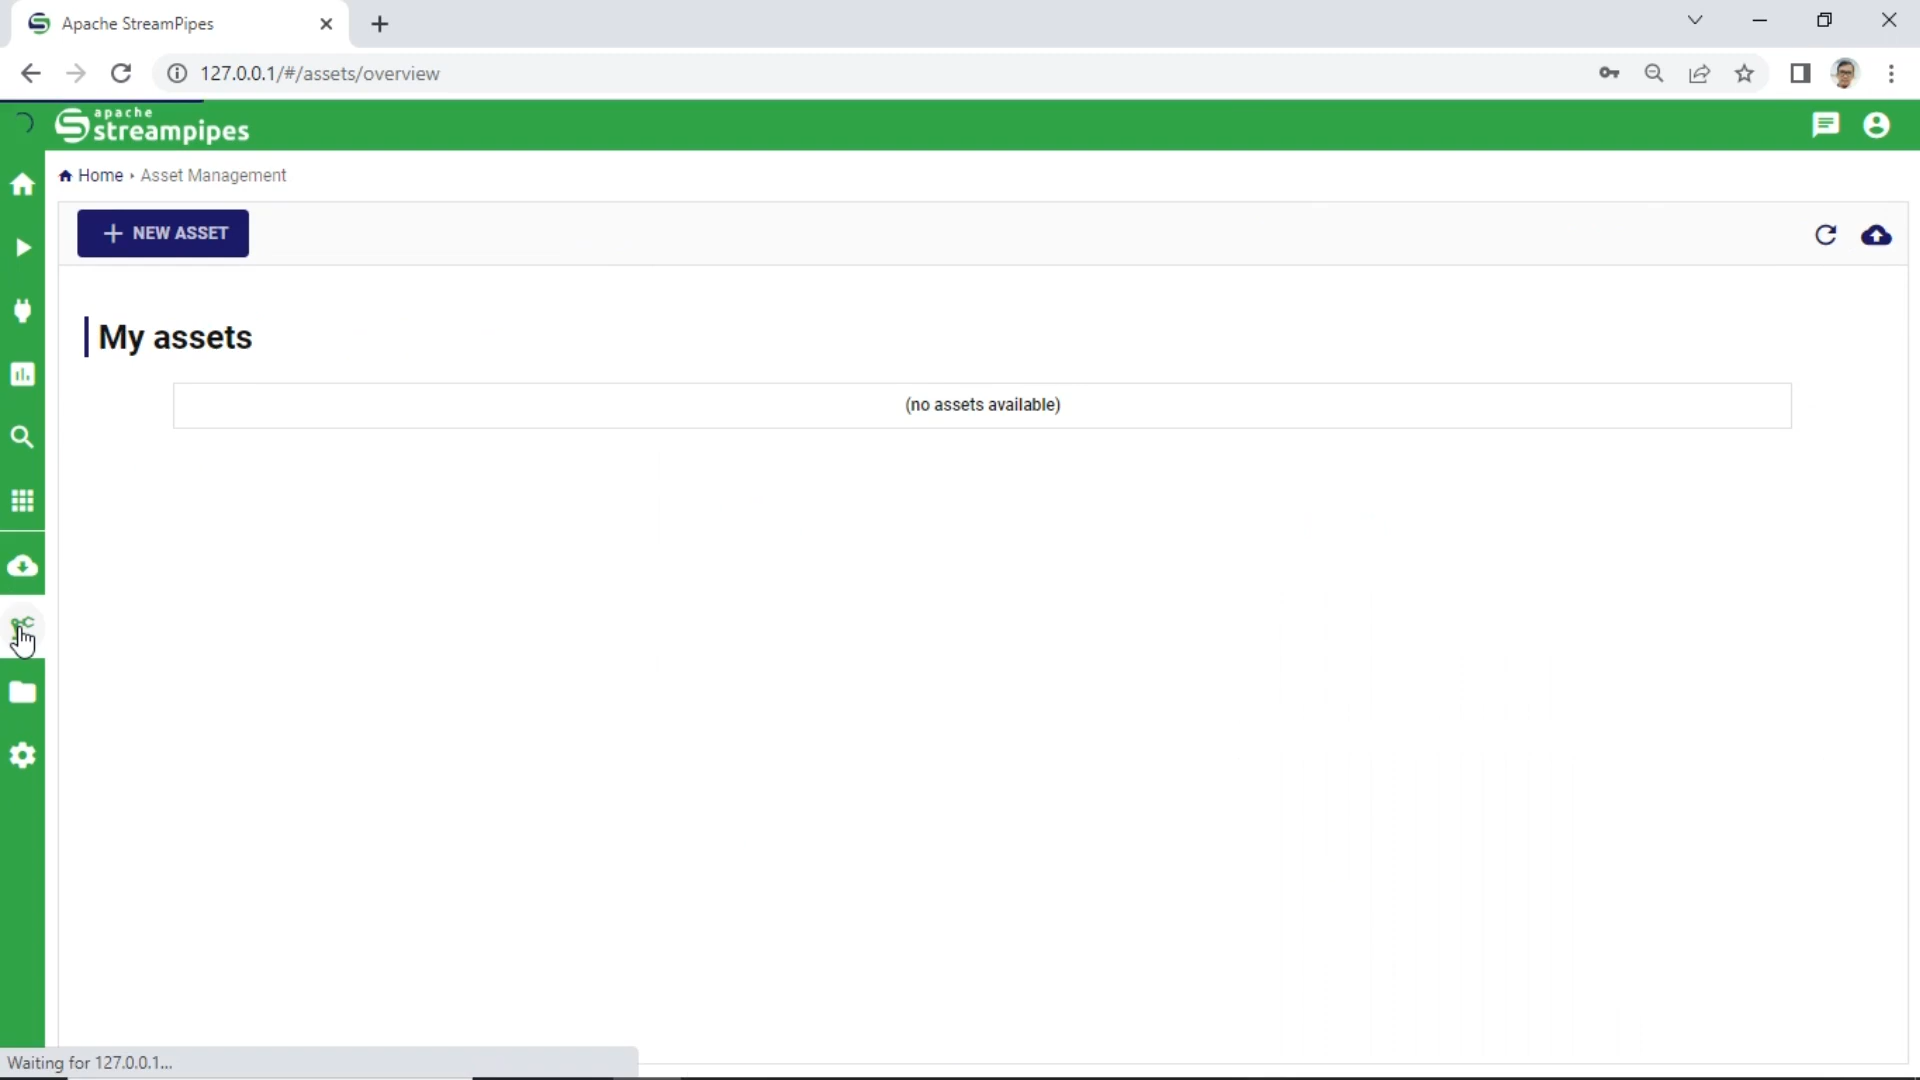 Apache StreamPipes
127.0.0.1/#/assets/overview
apache
streampipes
Home › Asset Management
NEW ASSET
My assets
(no assets available)
Waiting for 127.0.0.1...